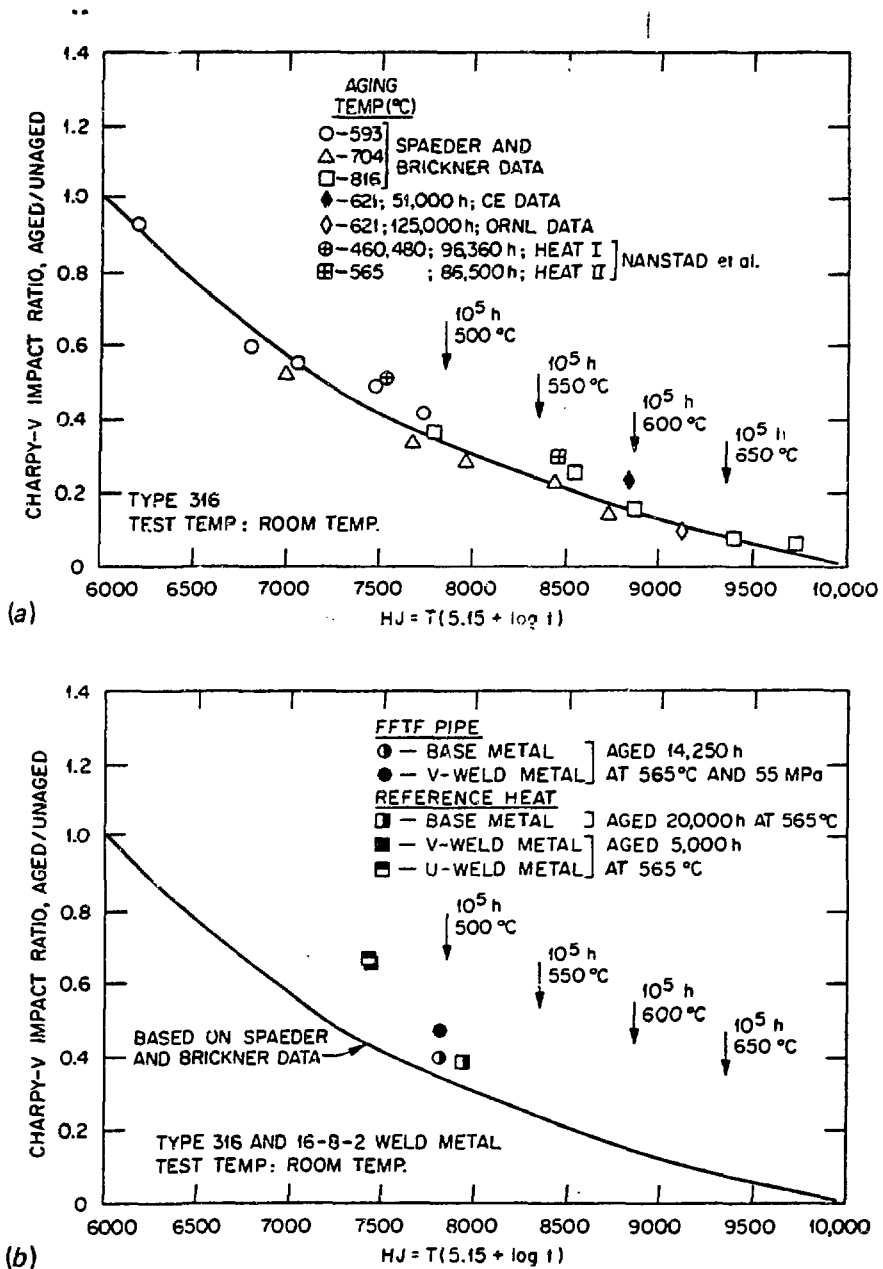 1.4
1.2
1.0
0.8
0.6
0.4
0.2
0
CHARPY-V IMPACT RATIO, AGED/UNAGED
AGING
TEMP (°C)
○-593
△-704
□-816
SPAEDER AND
BRICKNER DATA
♦-621; 51,000 h; CE DATA
◊-621; 125,000 h; ORNL DATA
⊕-460,480; 96,360 h; HEAT I
⊞-565 ; 86,500 h; HEAT II
NANSTAD et al.
10⁵ h
500 °C
10⁵ h
550 °C
10⁵ h
600 °C
10⁵ h
650 °C
TYPE 316
TEST TEMP: ROOM TEMP.
6000 6500 7000 7500 8000 8500 9000 9500 10,000
(a)
HJ = T(5.15 + log t)
1.4
1.2
1.0
0.8
0.6
0.4
0.2
0
CHARPY-V IMPACT RATIO, AGED/UNAGED
FFTF PIPE
◑ — BASE METAL ] AGED 14,250 h
● — V-WELD METAL ] AT 565°C AND 55 MPa
REFERENCE HEAT
◨ — BASE METAL ] AGED 20,000 h AT 565°C
■ — V-WELD METAL ] AGED 5,000 h
⬒ — U-WELD METAL ] AT 565 °C
10⁵ h
500 °C
10⁵ h
550 °C
10⁵ h
600 °C
10⁵ h
650 °C
BASED ON SPAEDER
AND BRICKNER DATA
TYPE 316 AND 16-8-2 WELD METAL
TEST TEMP: ROOM TEMP.
6000 6500 7000 7500 8000 8500 9000 9500 10,000
(b)
HJ = T(5.15 + log t)